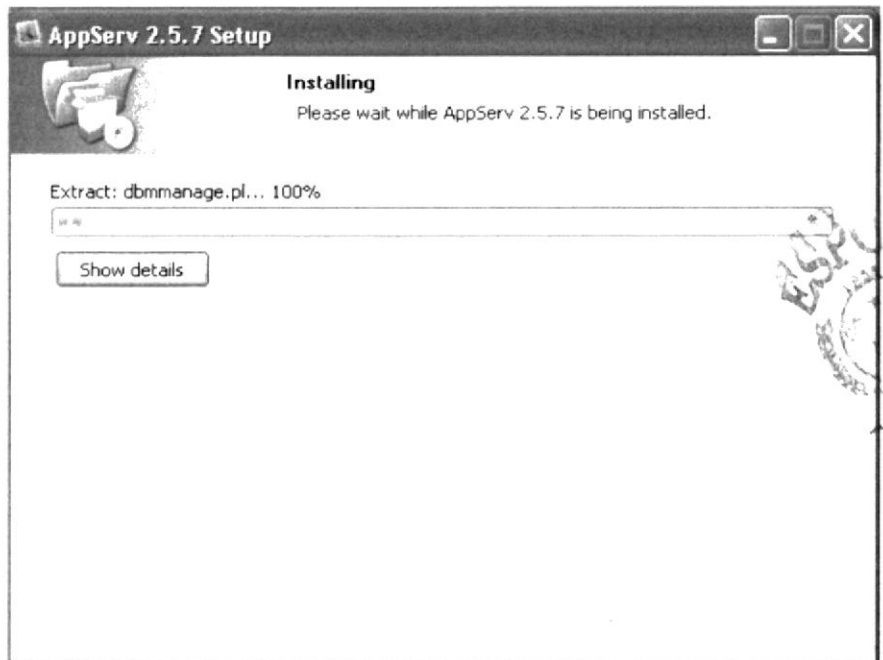 AppServ 2.5.7 Setup
Installing
Please wait while AppServ 2.5.7 is being installed.
Extract: dbmmanage.pl... 100%
Show details